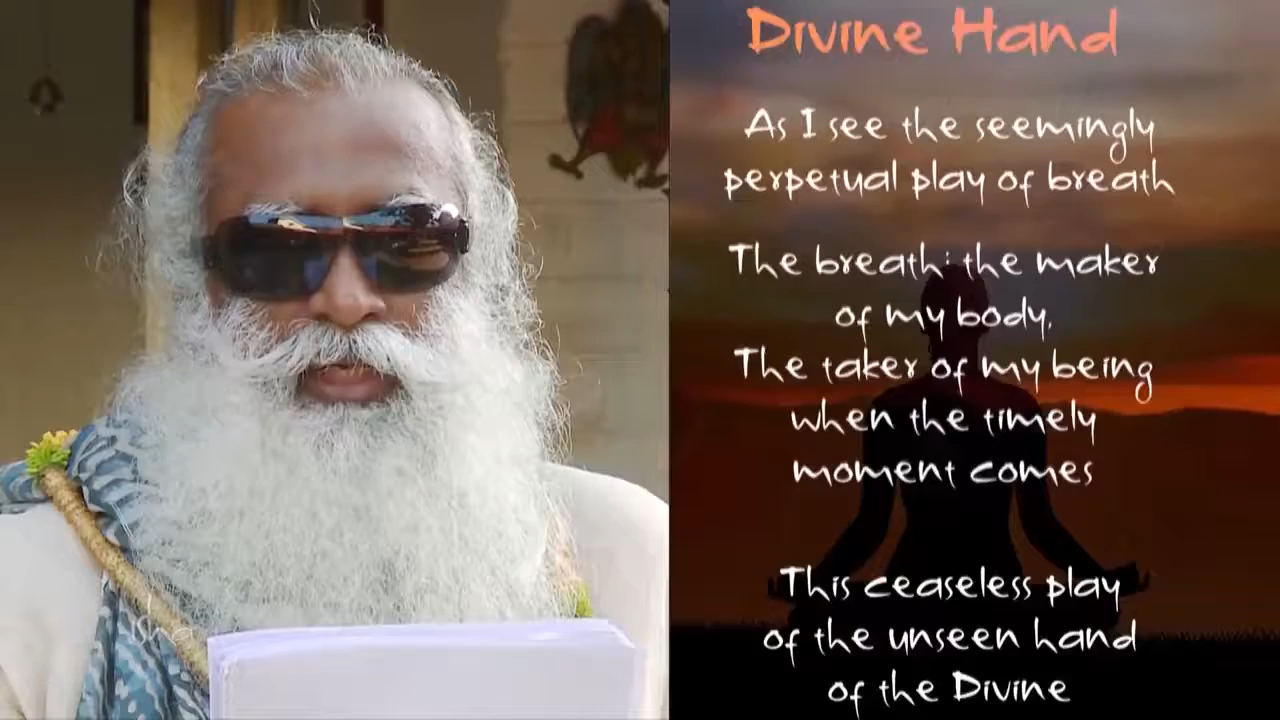 Divine Hand
As I see the seemingly
perpetual play of breath
The breath: the maker
of my body,
The taker of my being
when the timely
moment comes
This ceaseless play
of the unseen hand
of the Divine
Isha